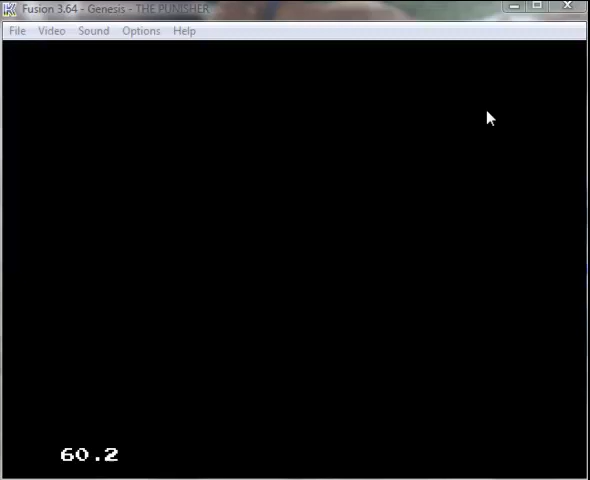 Fusion 3.64 - Genesis - THE PUNISHER
File Video Sound Options Help
60.2